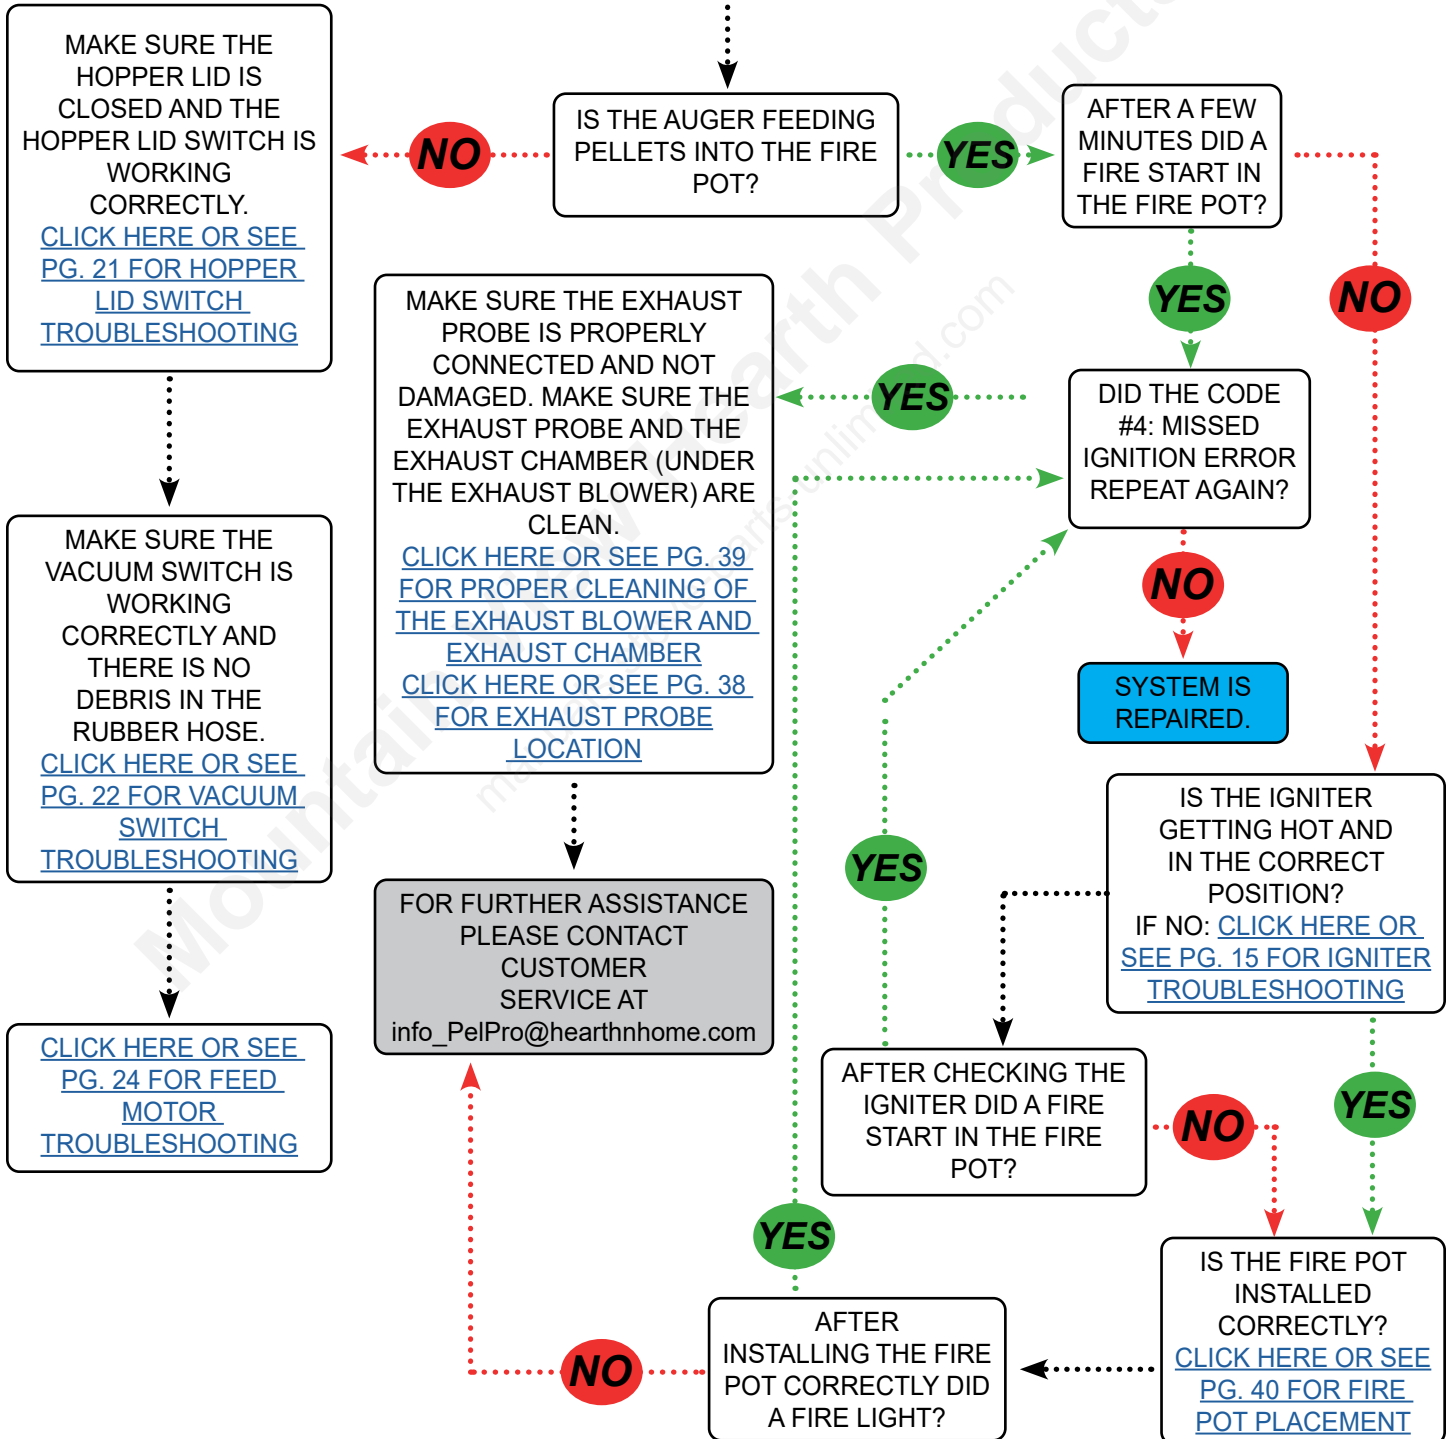 MAKE SURE THE
HOPPER LID IS
CLOSED AND THE
HOPPER LID SWITCH IS
WORKING
CORRECTLY.
CLICK HERE OR SEE
PG. 21 FOR HOPPER
LID SWITCH
TROUBLESHOOTING
NO
IS THE AUGER FEEDING
PELLETS INTO THE FIRE
POT?
YES
AFTER A FEW
MINUTES DID A
FIRE START IN
THE FIRE POT?
YES
NO
MAKE SURE THE EXHAUST
PROBE IS PROPERLY
CONNECTED AND NOT
DAMAGED. MAKE SURE THE
EXHAUST PROBE AND THE
EXHAUST CHAMBER (UNDER
THE EXHAUST BLOWER) ARE
CLEAN.
CLICK HERE OR SEE PG. 39
FOR PROPER CLEANING OF
THE EXHAUST BLOWER AND
EXHAUST CHAMBER
CLICK HERE OR SEE PG. 38
FOR EXHAUST PROBE
LOCATION
YES
DID THE CODE
#4: MISSED
IGNITION ERROR
REPEAT AGAIN?
NO
SYSTEM IS
REPAIRED.
MAKE SURE THE
VACUUM SWITCH IS
WORKING
CORRECTLY AND
THERE IS NO
DEBRIS IN THE
RUBBER HOSE.
CLICK HERE OR SEE
PG. 22 FOR VACUUM
SWITCH
TROUBLESHOOTING
IS THE IGNITER
GETTING HOT AND
IN THE CORRECT
POSITION?
IF NO: CLICK HERE OR
SEE PG. 15 FOR IGNITER
TROUBLESHOOTING
YES
FOR FURTHER ASSISTANCE
PLEASE CONTACT
CUSTOMER
SERVICE AT
info_PelPro@hearthnhome.com
CLICK HERE OR SEE
PG. 24 FOR FEED
MOTOR
TROUBLESHOOTING
AFTER CHECKING THE
IGNITER DID A FIRE
START IN THE FIRE
POT?
NO
YES
YES
IS THE FIRE POT
INSTALLED
CORRECTLY?
CLICK HERE OR SEE
PG. 40 FOR FIRE
POT PLACEMENT
AFTER
INSTALLING THE FIRE
POT CORRECTLY DID
A FIRE LIGHT?
NO
Mountain View Hearth Product